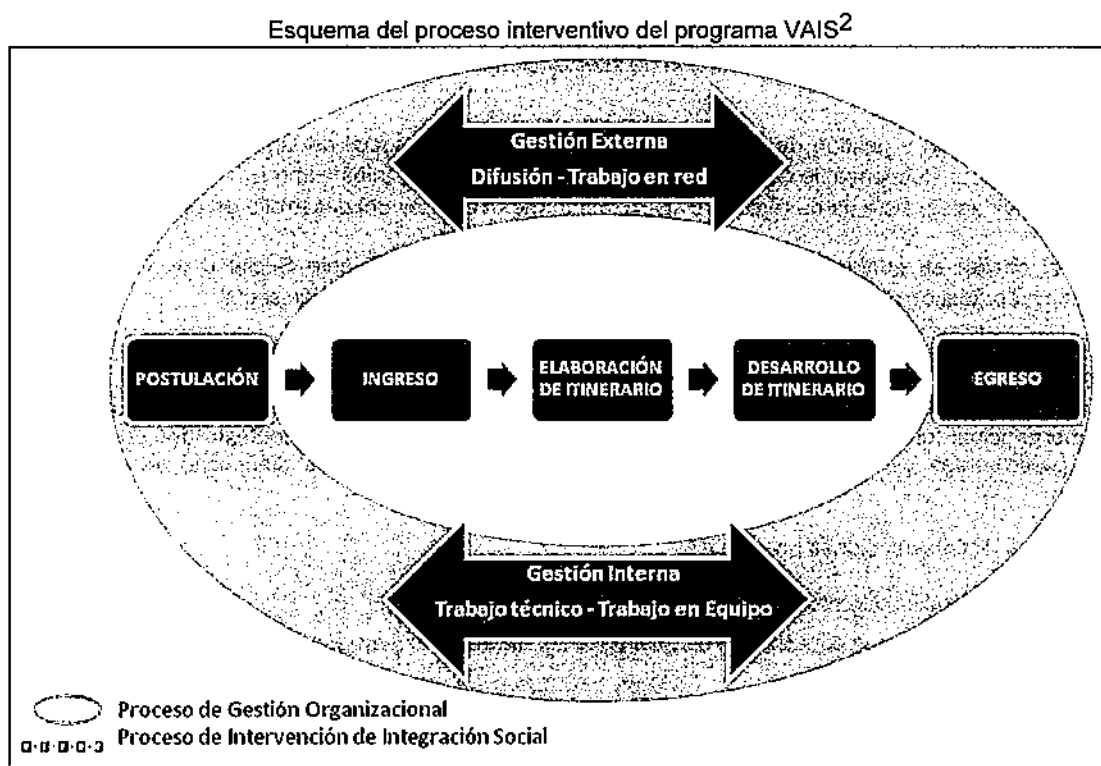 Esquema del proceso interventivo del programa VAIS2
Gestión Externa
Difusión - Trabajo en red
POSTULACIÓN
INGRESO
ELABORACIÓN
DE ITINERARIO
DESARROLLO
DE ITINERARIO
EGRESO
Gestión Interna
Trabajo técnico - Trabajo en Equipo
Proceso de Gestión Organizacional
Proceso de Intervención de Integración Social